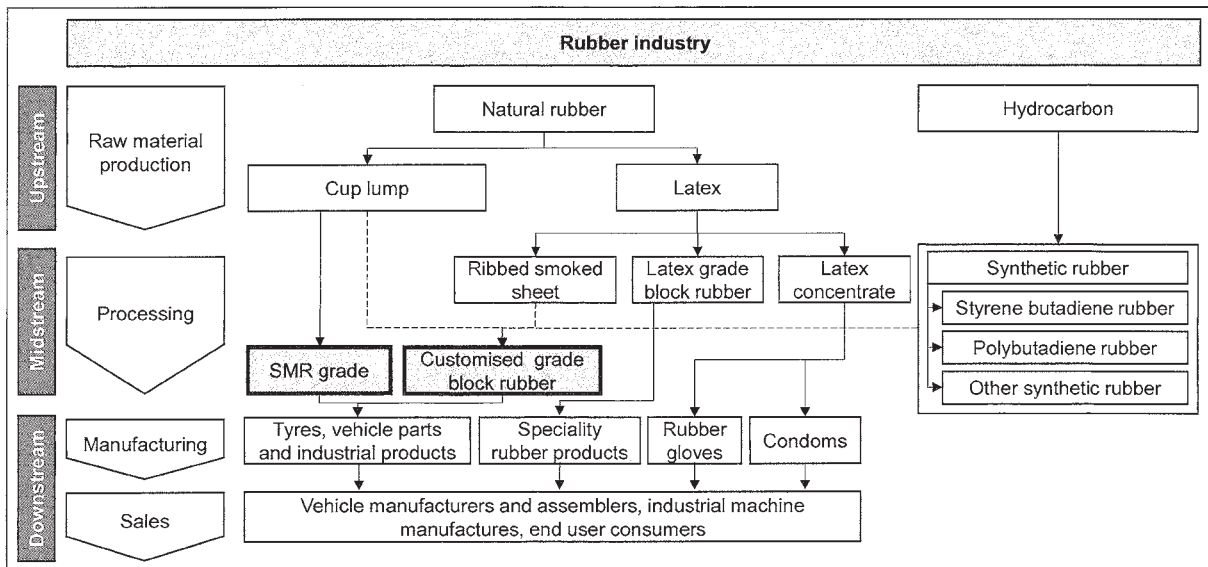 Rubber industry
Upstream
Raw material
production
Natural rubber
Hydrocarbon
Cup lump
Latex
Midstream
Processing
Ribbed smoked
sheet
Latex grade
block rubber
Latex
concentrate
Synthetic rubber
Styrene butadiene rubber
Polybutadiene rubber
Other synthetic rubber
SMR grade
Customised grade
block rubber
Downstream
Manufacturing
Tyres, vehicle parts
and industrial products
Speciality
rubber products
Rubber
gloves
Condoms
Sales
Vehicle manufacturers and assemblers, industrial machine
manufactures, end user consumers